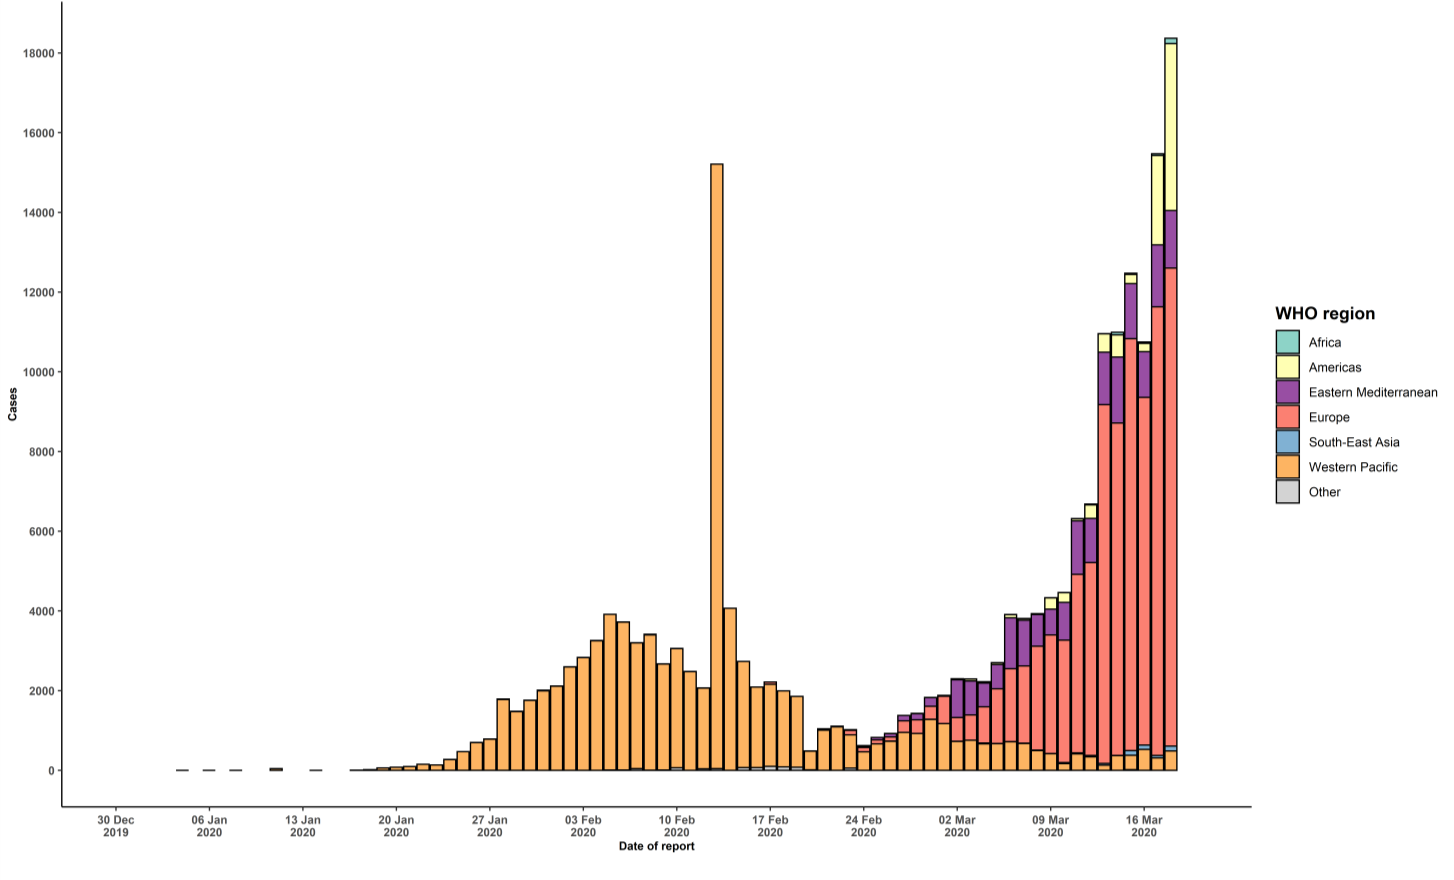 18000
16000
14000
12000
10000
8000
6000
4000
2000
0
Cases
30 Dec 2019
06 Jan 2020
13 Jan 2020
20 Jan 2020
27 Jan 2020
03 Feb 2020
10 Feb 2020
17 Feb 2020
24 Feb 2020
02 Mar 2020
09 Mar 2020
16 Mar 2020
Date of report
WHO region
Africa
Americas
Eastern Mediterranean
Europe
South-East Asia
Western Pacific
Other